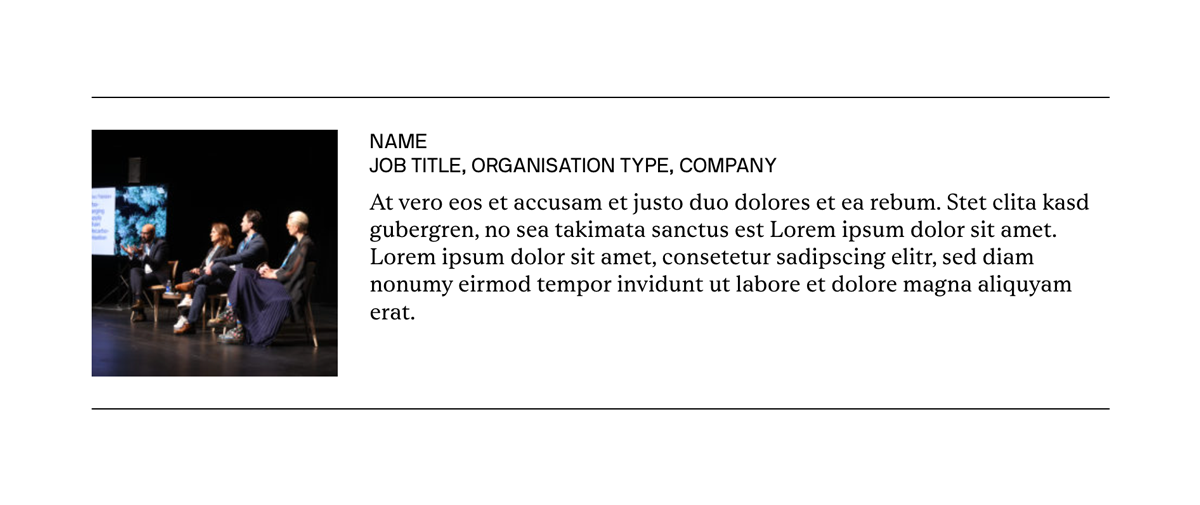 NAME
JOB TITLE, ORGANISATION TYPE, COMPANY
At vero eos et accusam et justo duo dolores et ea rebum. Stet clita kasd
gubergren, no sea takimata sanctus est Lorem ipsum dolor sit amet.
Lorem ipsum dolor sit amet, consetetur sadipscing elitr, sed diam
nonumy eirmod tempor invidunt ut labore et dolore magna aliquyam
erat.